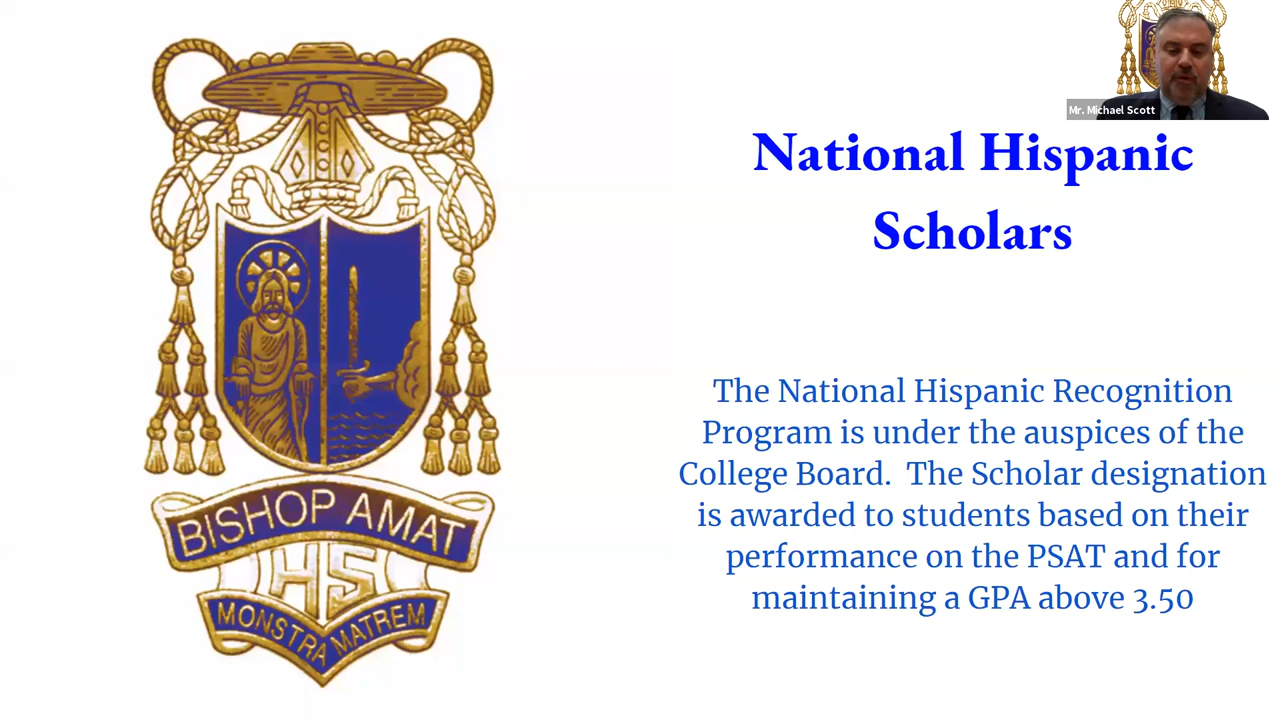 Mr. Michael Scott
National Hispanic
Scholars
The National Hispanic Recognition
Program is under the auspices of the
College Board.  The Scholar designation
is awarded to students based on their
performance on the PSAT and for
maintaining a GPA above 3.50
BISHOP AMAT
HS
MONSTRA MATREM